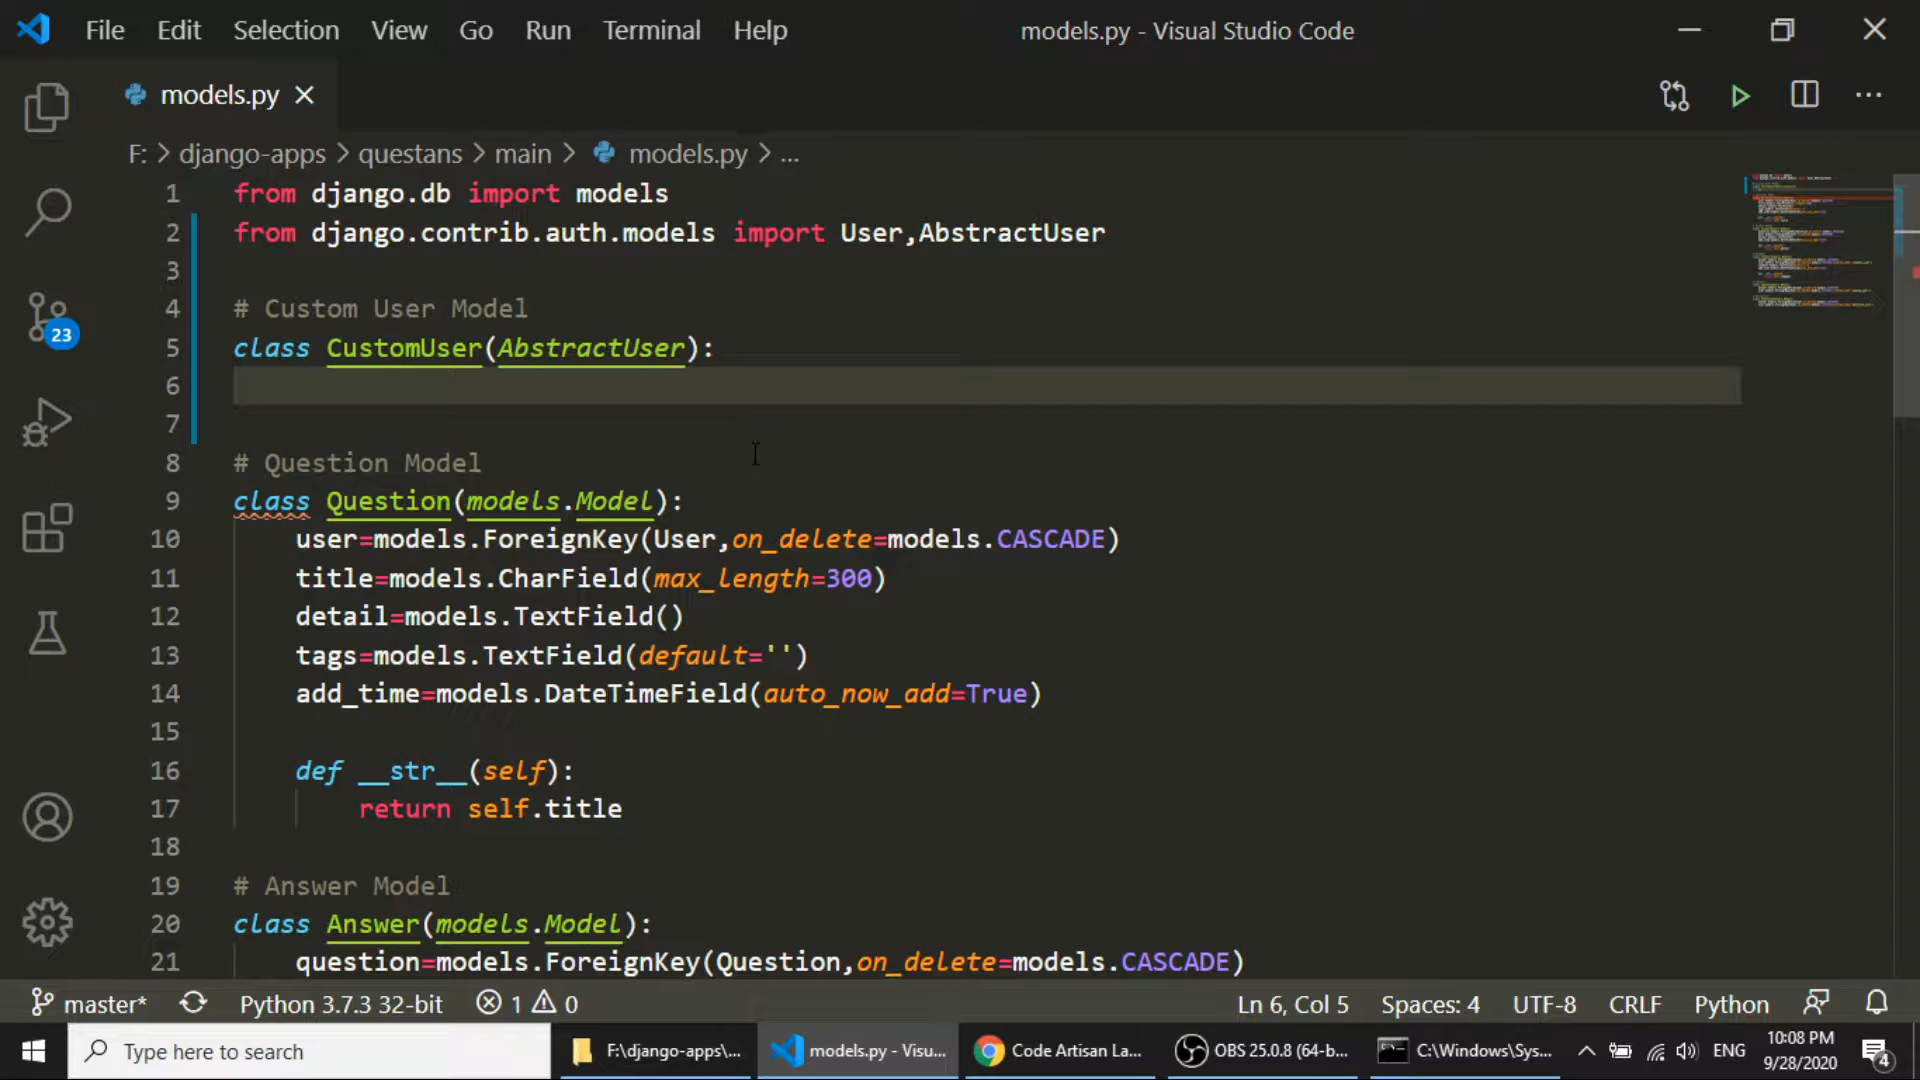 File Edit Selection View Go Run Terminal Help models.py - Visual Studio Code
models.py
F: > django-apps > questans > main > models.py > ...
1 from django.db import models
2 from django.contrib.auth.models import User,AbstractUser
3
4 # Custom User Model
5 class CustomUser(AbstractUser):
6
7
8 # Question Model
9 class Question(models.Model):
10 user=models.ForeignKey(User,on_delete=models.CASCADE)
11 title=models.CharField(max_length=300)
12 detail=models.TextField()
13 tags=models.TextField(default='')
14 add_time=models.DateTimeField(auto_now_add=True)
15
16 def __str__(self):
17 return self.title
18
19 # Answer Model
20 class Answer(models.Model):
21 question=models.ForeignKey(Question,on_delete=models.CASCADE)
23
master* Python 3.7.3 32-bit 1 0 Ln 6, Col 5 Spaces: 4 UTF-8 CRLF Python
Type here to search F:\django-apps\... models.py - Visu... Code Artisan La... OBS 25.0.8 (64-b... C:\Windows\Sys... ENG 10:08 PM
9/28/2020 4